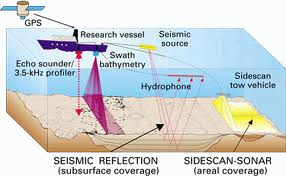 GPS
Research vessel
Seismic
source
Swath
bathymetry
Echo sounder/
3.5-kHz profiler
Hydrophone
Sidescan
tow vehicle
SEISMIC REFLECTION
(subsurface coverage)
SIDESCAN-SONAR
(areal coverage)